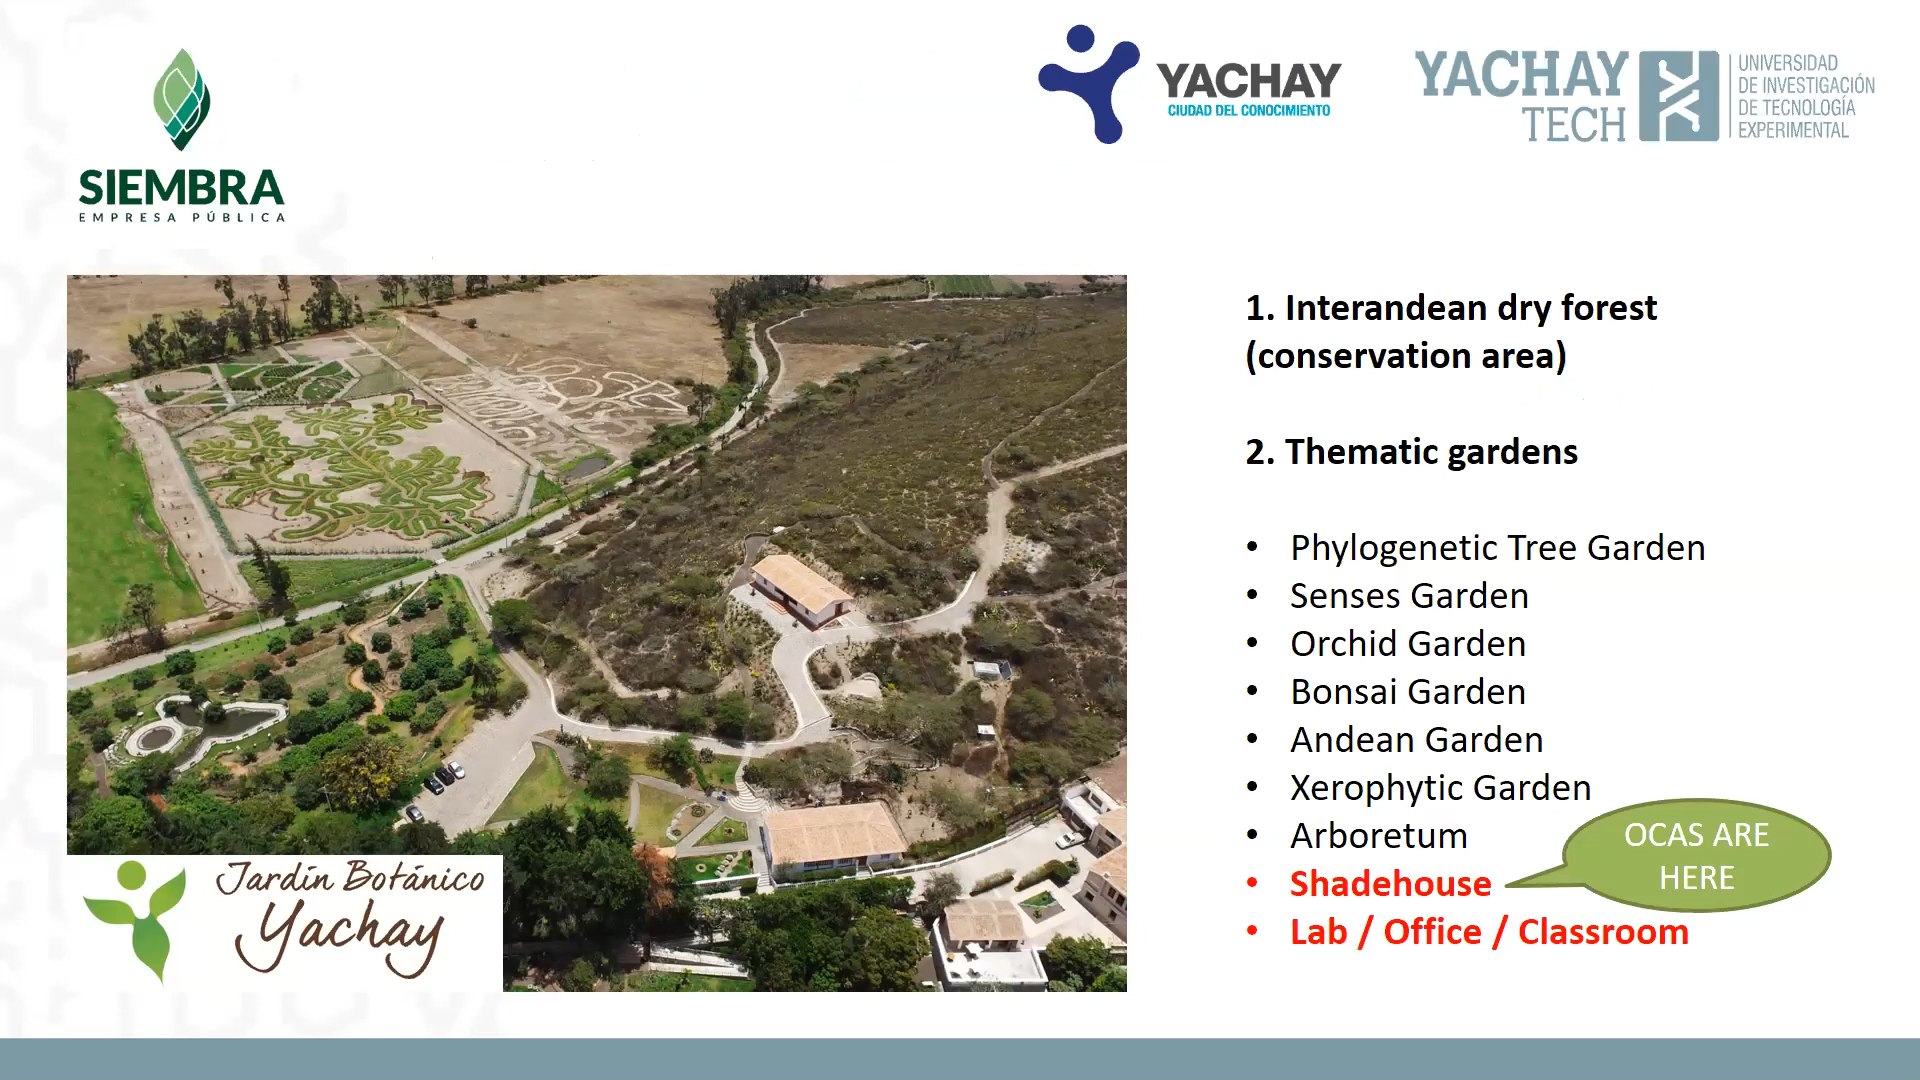 SIEMBRA
EMPRESA PÚBLICA
YACHAY
CIUDAD DEL CONOCIMIENTO
YACHAY
TECH
UNIVERSIDAD
DE INVESTIGACIÓN
DE TECNOLOGÍA
EXPERIMENTAL
1. Interandean dry forest
(conservation area)
2. Thematic gardens
• Phylogenetic Tree Garden
• Senses Garden
• Orchid Garden
• Bonsai Garden
• Andean Garden
• Xerophytic Garden
• Arboretum
• Shadehouse
• Lab / Office / Classroom
OCAS ARE
HERE
Jardín Botánico
Yachay